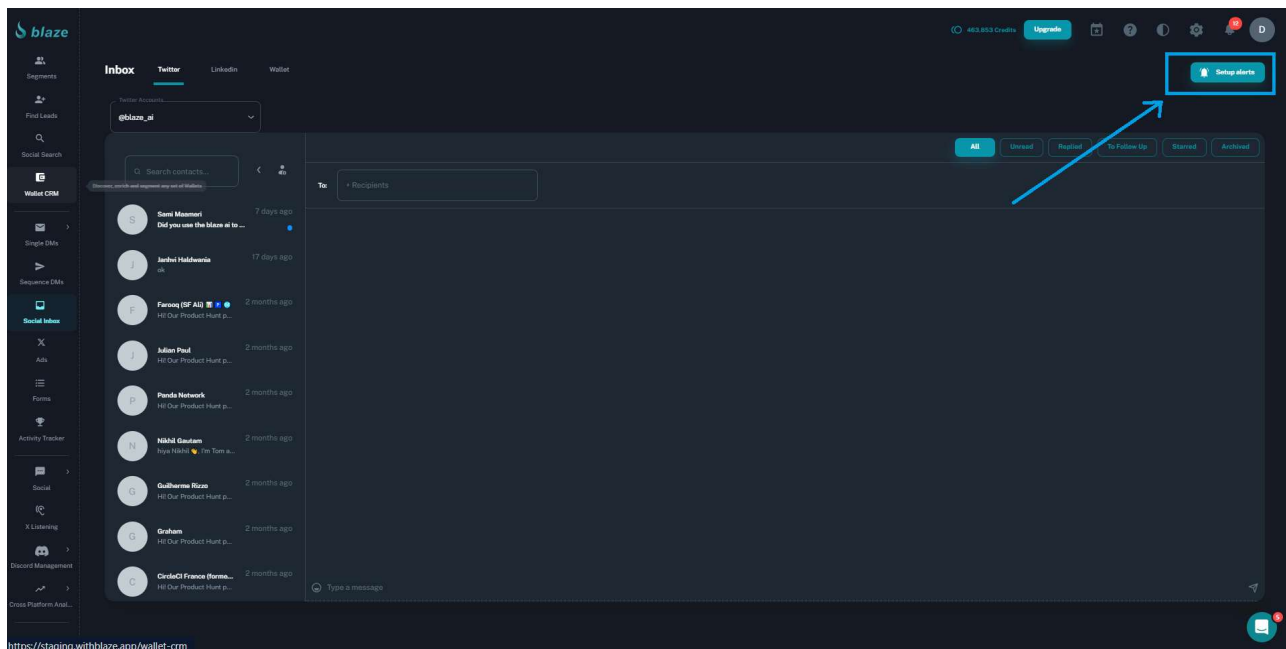 blaze
463,653 Credits
Upgrade
12
D
Segments
Find Leads
Social Search
Wallet CRM
Discover, enrich and segment any set of Wallets
Single DMs
Sequence DMs
Social Inbox
Ads
Forms
Activity Tracker
Social
X Listening
Discord Management
Cross Platform Anal...
Inbox
Twitter
Linkedin
Wallet
Setup alerts
Twitter Accounts
@blaze_ai
Search contacts...
All
Unread
Replied
To Follow Up
Starred
Archived
To:
+ Recipients
S
Sami Maameri
7 days ago
Did you use the blaze ai to ...
J
Janhvi Haldwania
17 days ago
ok
F
Farooq (SF Ali)
2 months ago
Hi! Our Product Hunt p...
J
Julian Paul
2 months ago
Hi! Our Product Hunt p...
P
Panda Network
2 months ago
Hi! Our Product Hunt p...
N
Nikhil Gautam
2 months ago
hiya Nikhil 👋, I'm Tom a...
G
Guilherme Rizzo
2 months ago
Hi! Our Product Hunt p...
G
Graham
2 months ago
Hi! Our Product Hunt p...
C
CircleCI France (forme...
2 months ago
Hi! Our Product Hunt p...
Type a message
5
https://staging.withblaze.app/wallet-crm